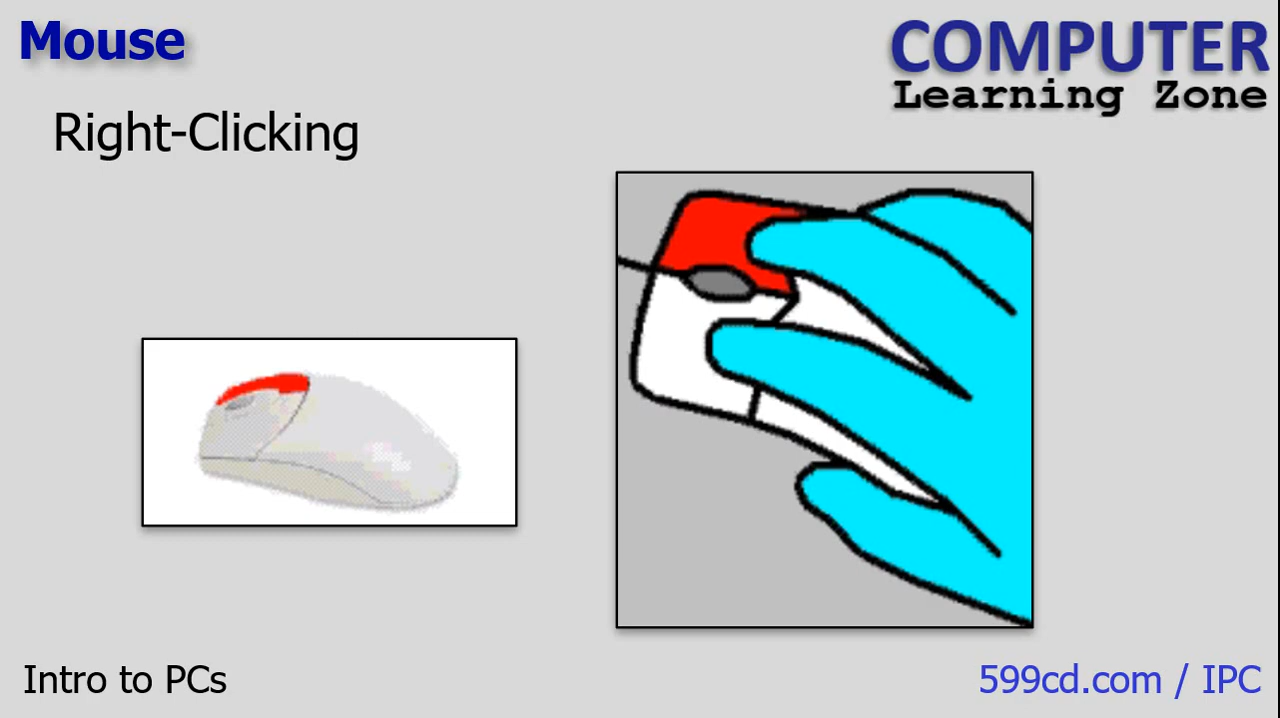 Mouse
COMPUTER
Learning Zone
Right-Clicking
Intro to PCs
599cd.com / IPC